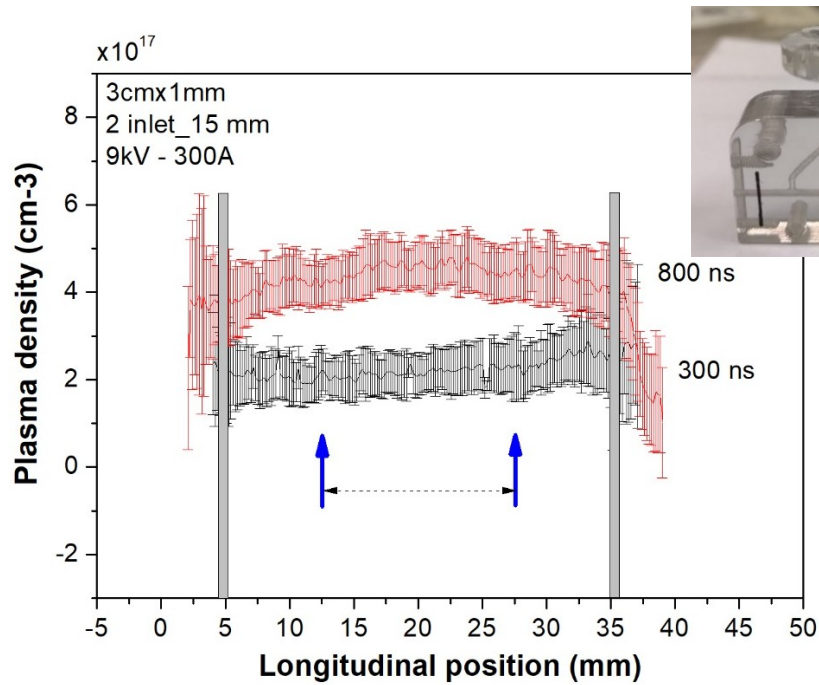 x10^17
3cmx1mm
2 inlet_15 mm
9kV - 300A
800 ns
300 ns
Plasma density (cm-3)
8
6
4
2
0
-2
-5 0 5 10 15 20 25 30 35 40 45 50
Longitudinal position (mm)